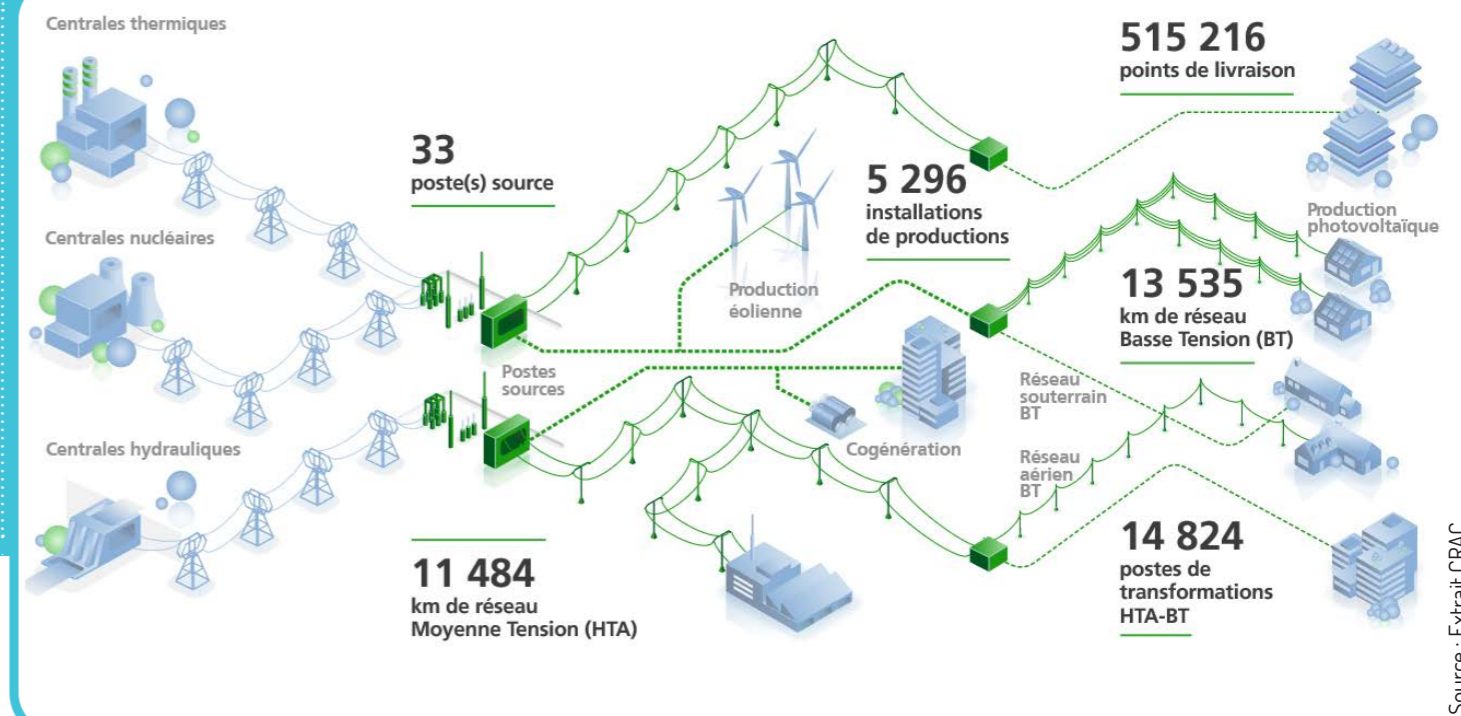 Centrales thermiques
515 216
points de livraison
33
poste(s) source
5 296
installations
de productions
Production
photovoltaïque
Centrales nucléaires
13 535
km de réseau
Basse Tension (BT)
Production
éolienne
Postes
sources
Réseau
souterrain
BT
Centrales hydrauliques
Cogénération
Réseau
aérien
BT
11 484
km de réseau
Moyenne Tension (HTA)
14 824
postes de
transformations
HTA-BT
Source : Extrait CRAC